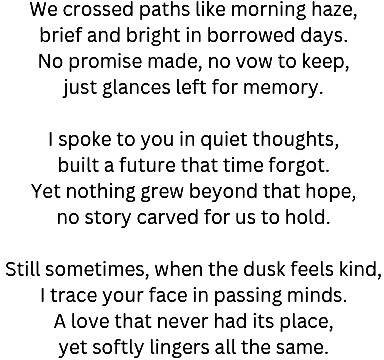 We crossed paths like morning haze,
brief and bright in borrowed days.
No promise made, no vow to keep,
just glances left for memory.

I spoke to you in quiet thoughts,
built a future that time forgot.
Yet nothing grew beyond that hope,
no story carved for us to hold.

Still sometimes, when the dusk feels kind,
I trace your face in passing minds.
A love that never had its place,
yet softly lingers all the same.